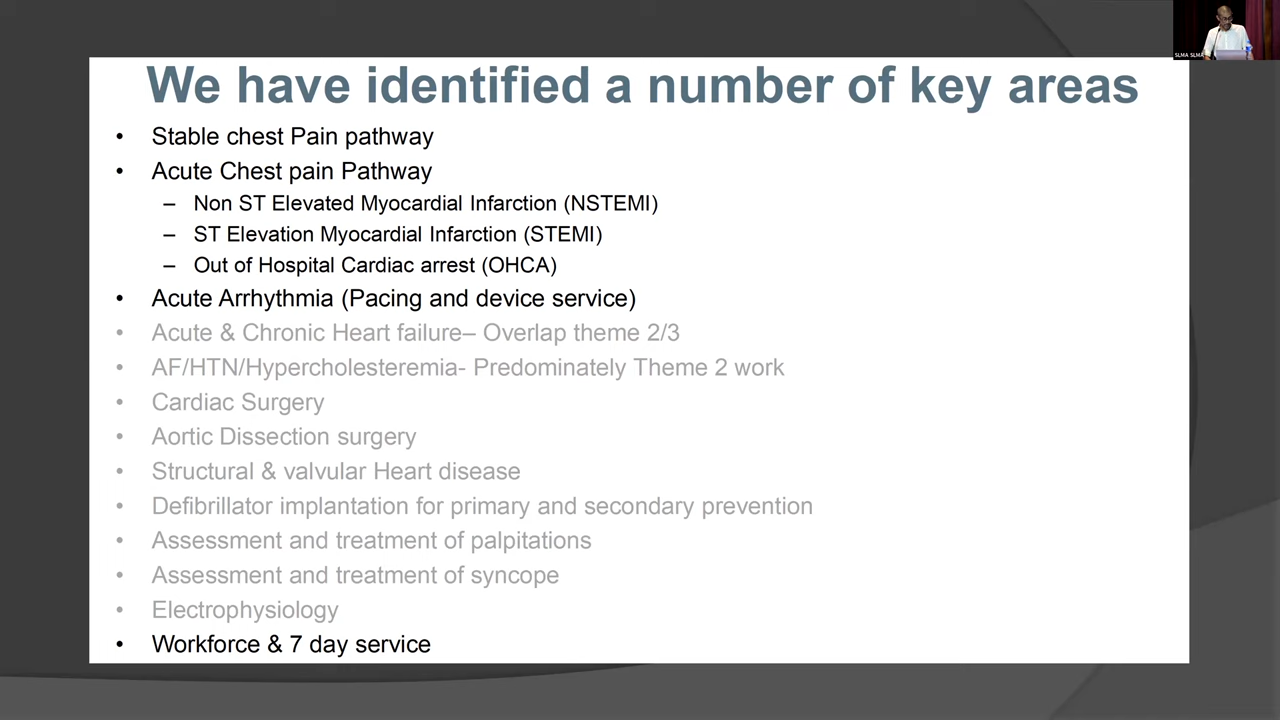 We have identified a number of key areas
• Stable chest Pain pathway
• Acute Chest pain Pathway
– Non ST Elevated Myocardial Infarction (NSTEMI)
– ST Elevation Myocardial Infarction (STEMI)
– Out of Hospital Cardiac arrest (OHCA)
• Acute Arrhythmia (Pacing and device service)
• Acute & Chronic Heart failure– Overlap theme 2/3
• AF/HTN/Hypercholesteremia- Predominately Theme 2 work
• Cardiac Surgery
• Aortic Dissection surgery
• Structural & valvular Heart disease
• Defibrillator implantation for primary and secondary prevention
• Assessment and treatment of palpitations
• Assessment and treatment of syncope
• Electrophysiology
• Workforce & 7 day service
SLMA SLMA